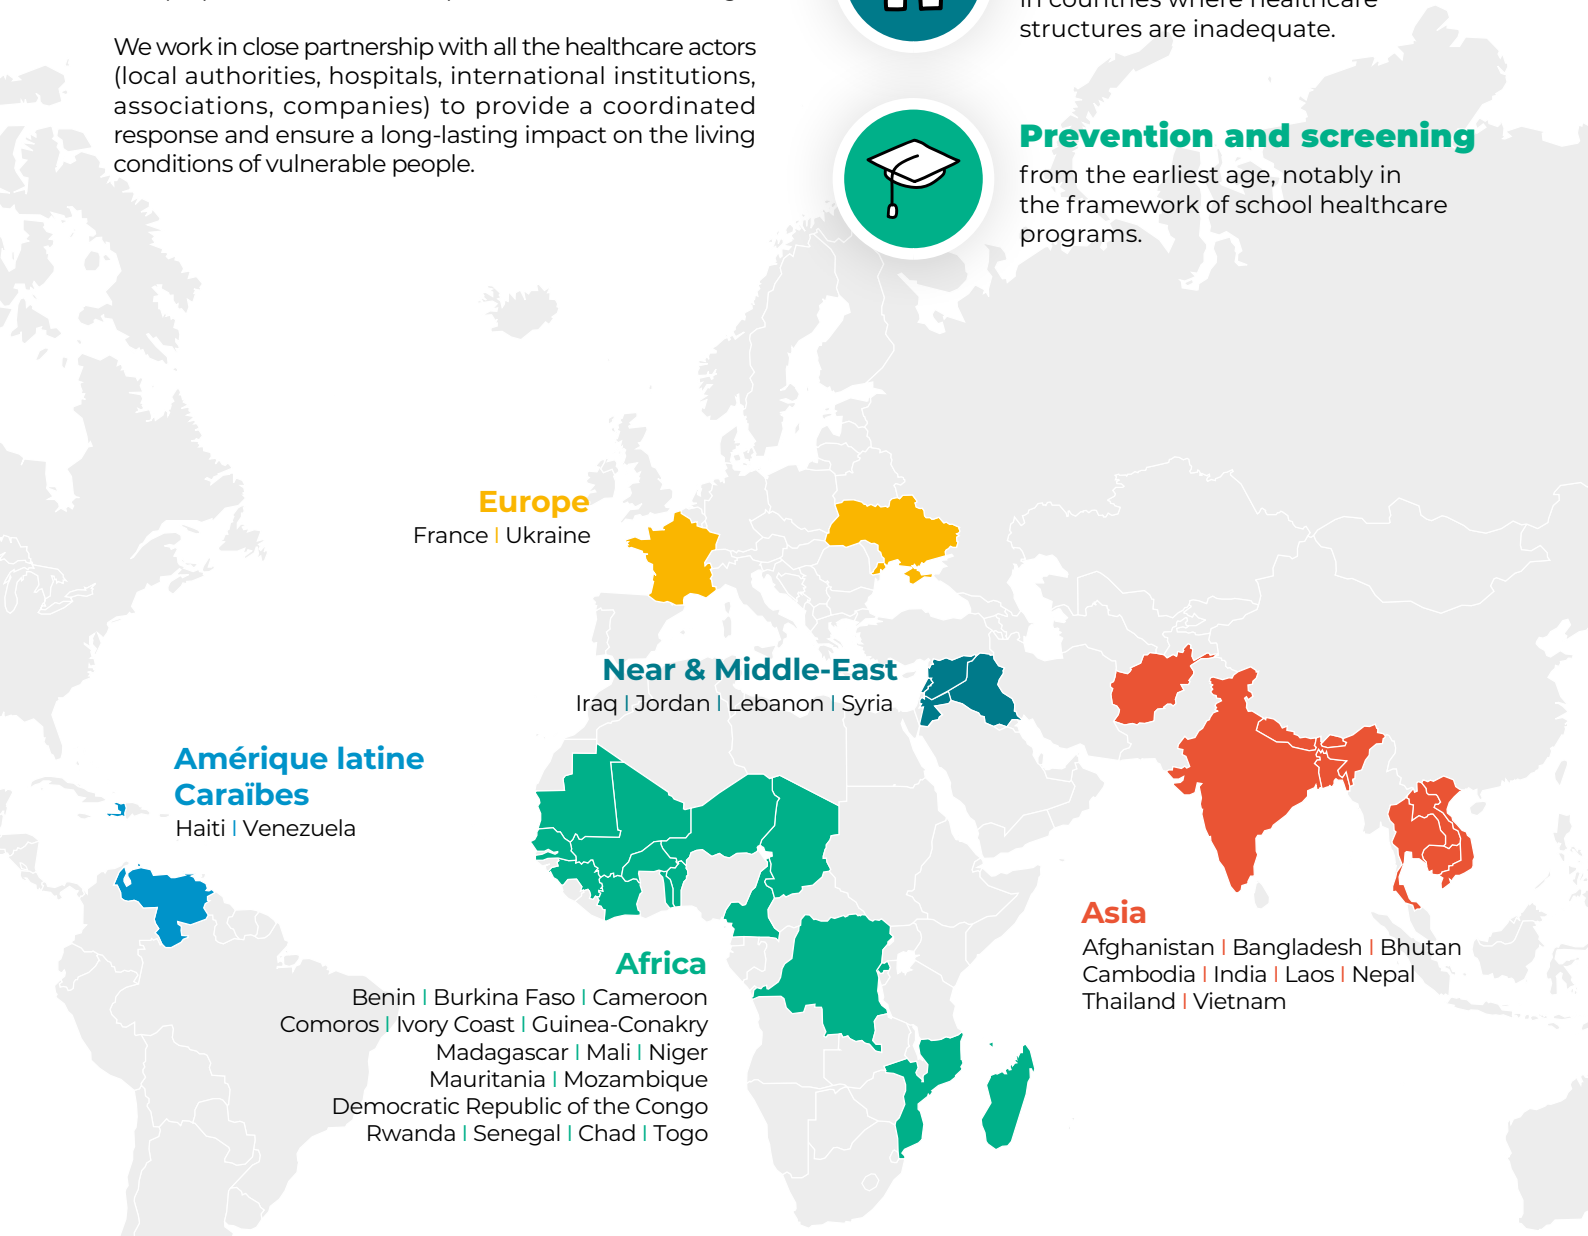 We work in close partnership with all the healthcare actors
(local authorities, hospitals, international institutions,
associations, companies) to provide a coordinated
response and ensure a long-lasting impact on the living
conditions of vulnerable people.
in countries where healthcare
structures are inadequate.
Prevention and screening
from the earliest age, notably in
the framework of school healthcare
programs.
Europe
France | Ukraine
Near & Middle-East
Iraq | Jordan | Lebanon | Syria
Amérique latine
Caraïbes
Haiti | Venezuela
Asia
Afghanistan | Bangladesh | Bhutan
Cambodia | India | Laos | Nepal
Thailand | Vietnam
Africa
Benin | Burkina Faso | Cameroon
Comoros | Ivory Coast | Guinea-Conakry
Madagascar | Mali | Niger
Mauritania | Mozambique
Democratic Republic of the Congo
Rwanda | Senegal | Chad | Togo